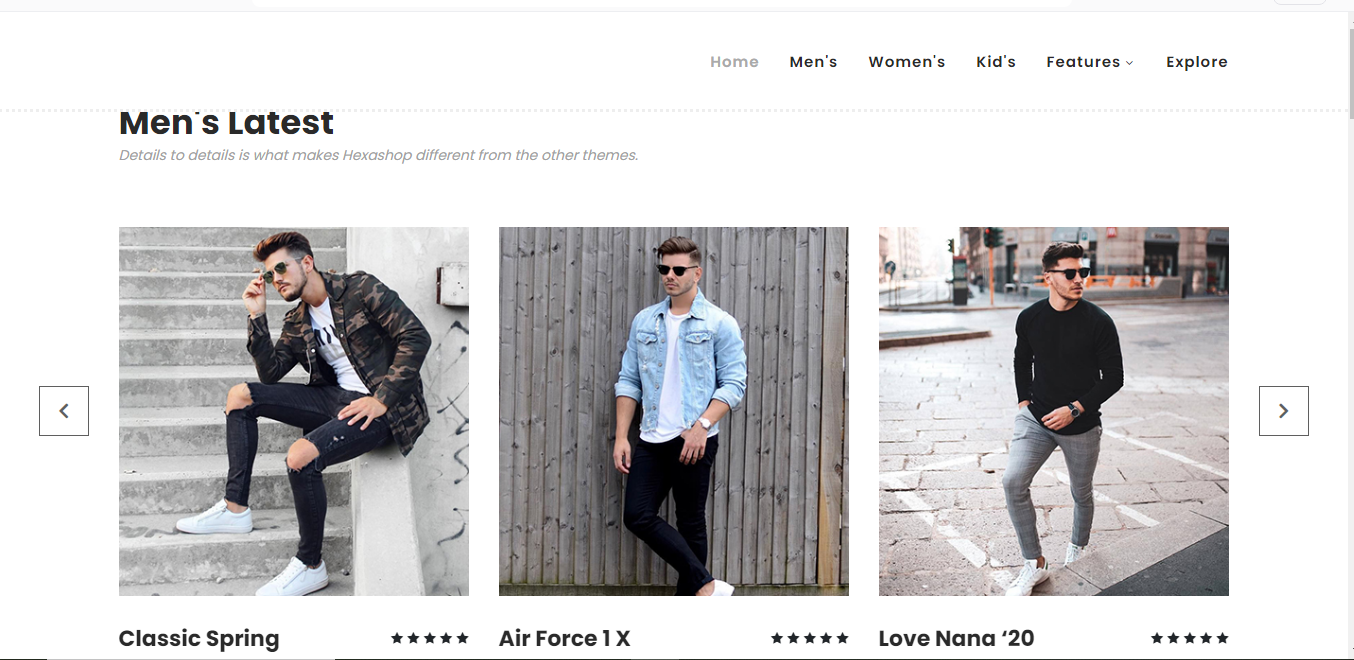 Home Men's Women's Kid's Features Explore
Men's Latest
Details to details is what makes Hexashop different from the other themes.
Classic Spring
Air Force 1 X
Love Nana ‘20